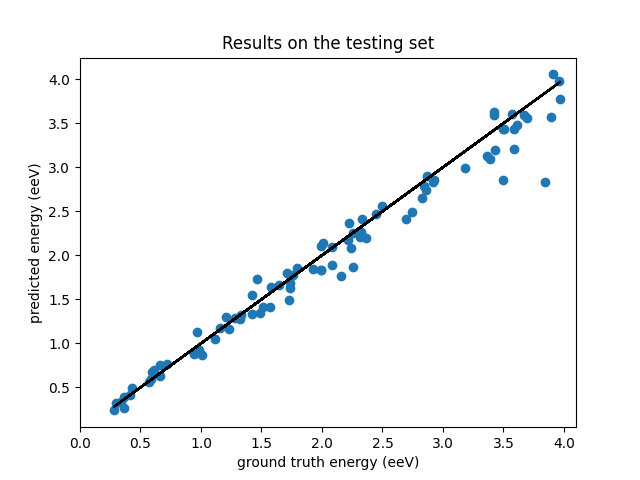 Results on the testing set
4.0
3.5
3.0
2.5
2.0
1.5
1.0
0.5
predicted energy (eeV)
0.0 0.5 1.0 1.5 2.0 2.5 3.0 3.5 4.0
ground truth energy (eeV)